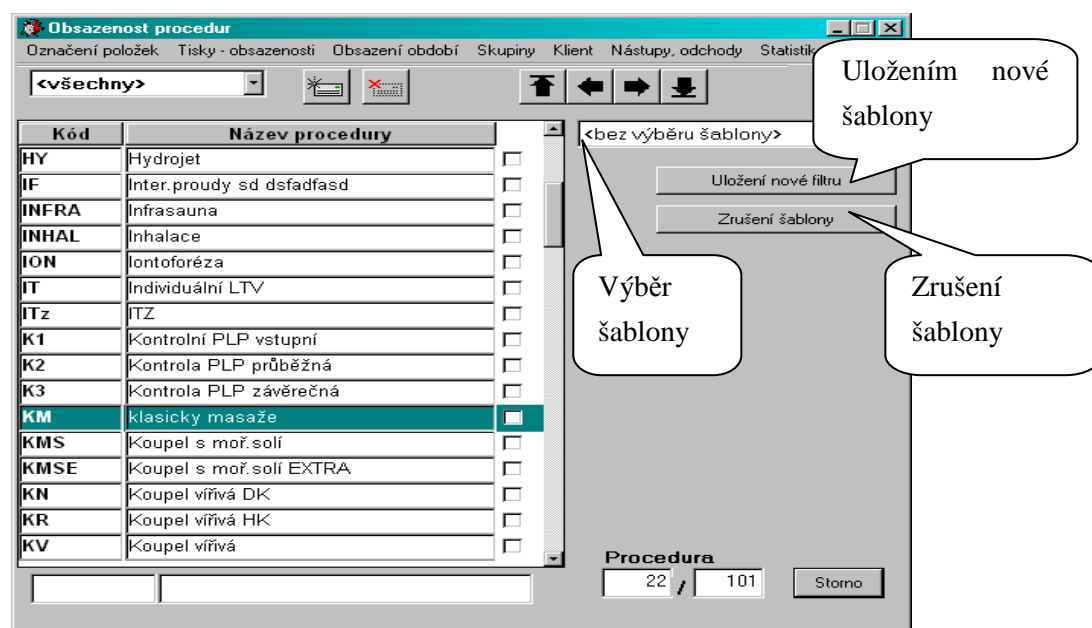 Obsazenost procedur
Označení položek Tisky - obsazenosti Obsazení období Skupiny Klient Nástupy, odchody Statistik
<všechny>
Uložením nové
šablony
Kód Název procedury
<bez výběru šablony>
HY Hydrojet
IF Inter.proudy sd dsfadfasd
Uložení nové filtru
INFRA Infrasauna
Zrušení šablony
INHAL Inhalace
ION Iontoforéza
IT Individuální LTV
ITz ITZ
K1 Kontrolní PLP vstupní
K2 Kontrola PLP průběžná
K3 Kontrola PLP závěrečná
KM klasicky masaže
KMS Koupel s moř.solí
KMSE Koupel s moř.solí EXTRA
KN Koupel vířivá DK
KR Koupel vířivá HK
KV Koupel vířivá
Výběr
šablony
Zrušení
šablony
Procedura
22 / 101
Storno